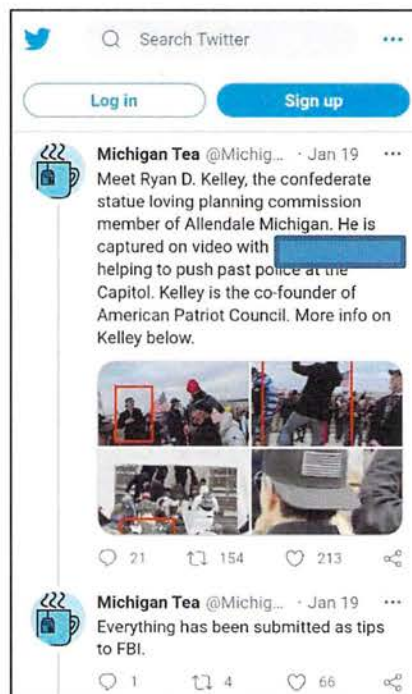 Search Twitter
Log in
Sign up
Michigan Tea @Michig... · Jan 19
Meet Ryan D. Kelley, the confederate
statue loving planning commission
member of Allendale Michigan. He is
captured on video with
helping to push past police at the
Capitol. Kelley is the co-founder of
American Patriot Council. More info on
Kelley below.
21 154 213
Michigan Tea @Michig... · Jan 19
Everything has been submitted as tips
to FBI.
1 4 66